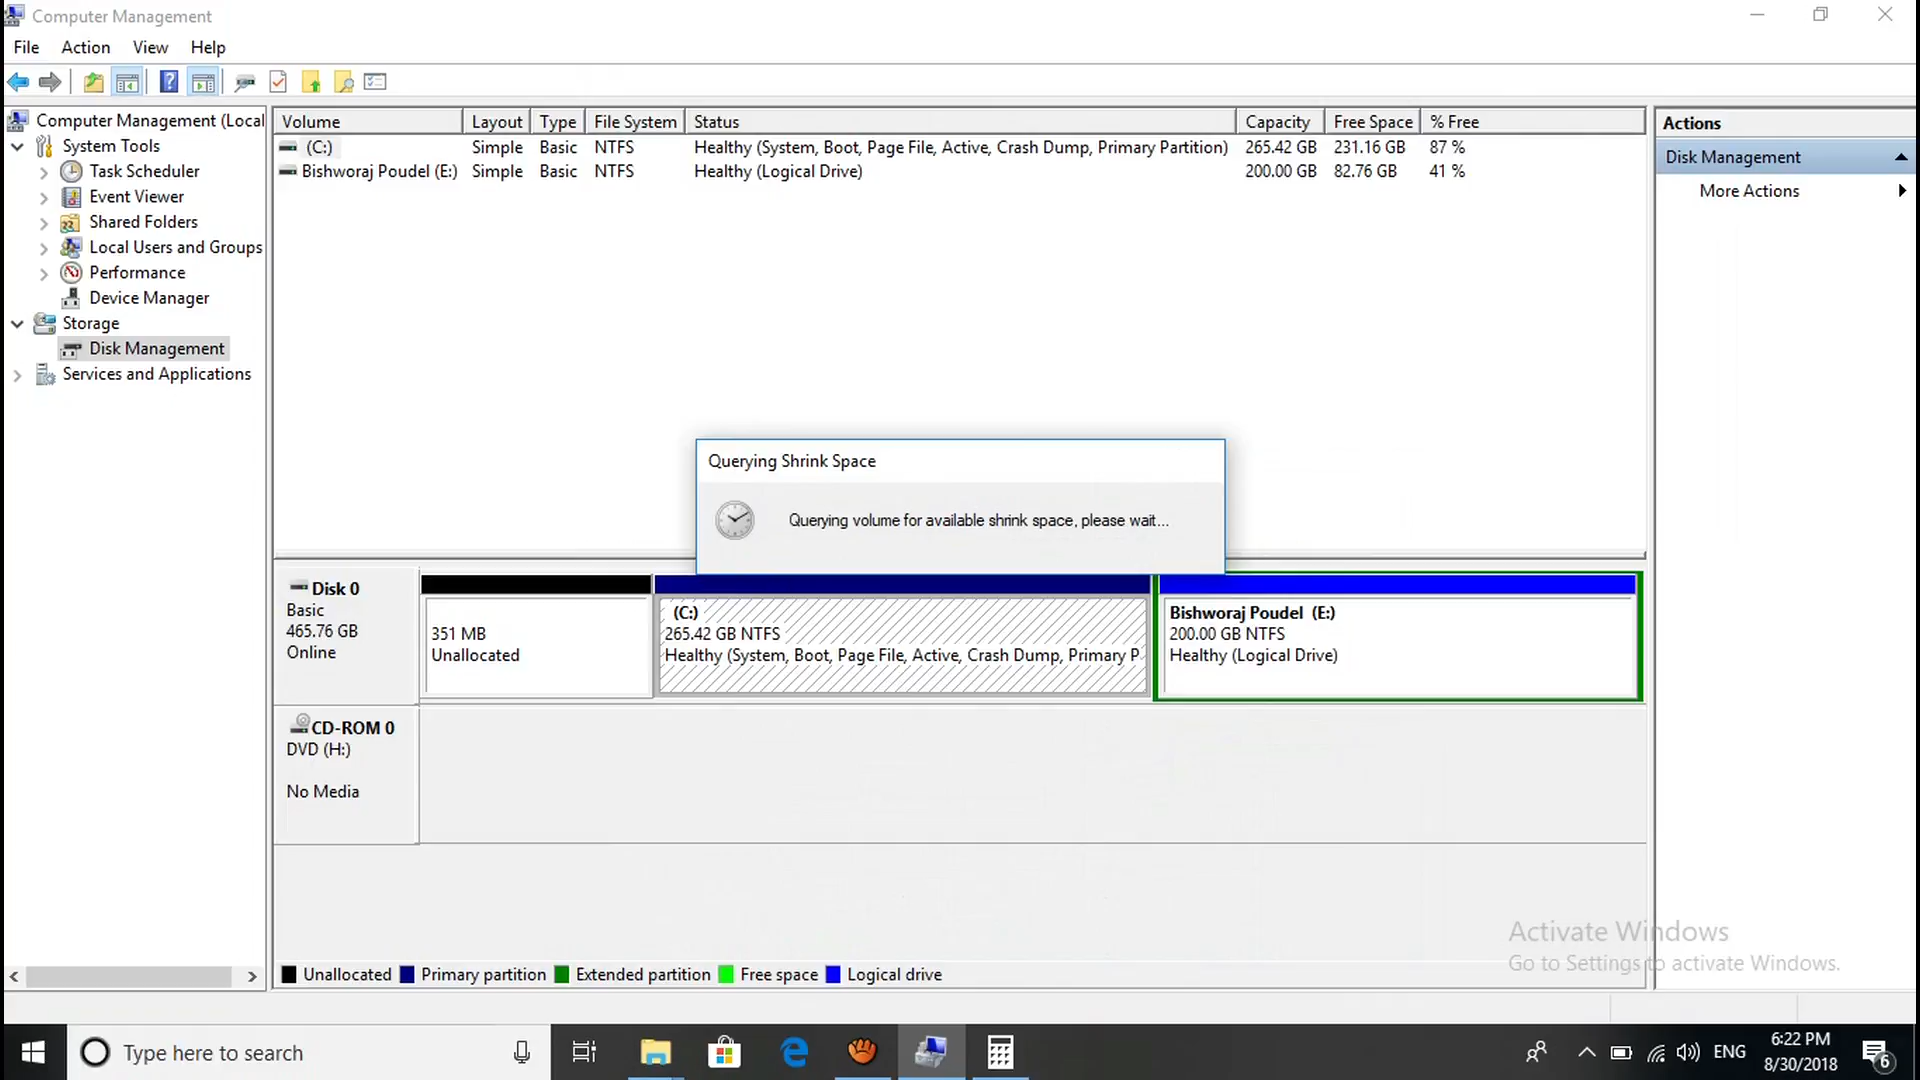 Computer Management
File Action View Help
Computer Management (Local
System Tools
Task Scheduler
Event Viewer
Shared Folders
Local Users and Groups
Performance
Device Manager
Storage
Disk Management
Services and Applications
Volume Layout Type File System Status Capacity Free Space % Free
(C:) Simple Basic NTFS Healthy (System, Boot, Page File, Active, Crash Dump, Primary Partition) 265.42 GB 231.16 GB 87 %
Bishworaj Poudel (E:) Simple Basic NTFS Healthy (Logical Drive) 200.00 GB 82.76 GB 41 %
Actions
Disk Management
More Actions
Querying Shrink Space
Querying volume for available shrink space, please wait...
Disk 0
Basic
465.76 GB
Online
351 MB
Unallocated
(C:)
265.42 GB NTFS
Healthy (System, Boot, Page File, Active, Crash Dump, Primary P
Bishworaj Poudel (E:)
200.00 GB NTFS
Healthy (Logical Drive)
CD-ROM 0
DVD (H:)
No Media
Activate Windows
Go to Settings to activate Windows.
Unallocated Primary partition Extended partition Free space Logical drive
Type here to search
ENG
6:22 PM
8/30/2018
6